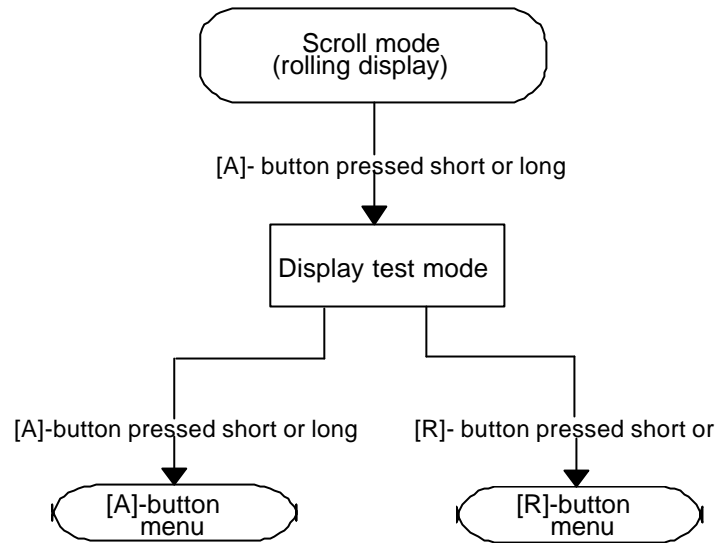 Scroll mode
(rolling display)
[A]- button pressed short or long
Display test mode
[A]-button pressed short or long
[R]- button pressed short or
[A]-button
menu
[R]-button
menu